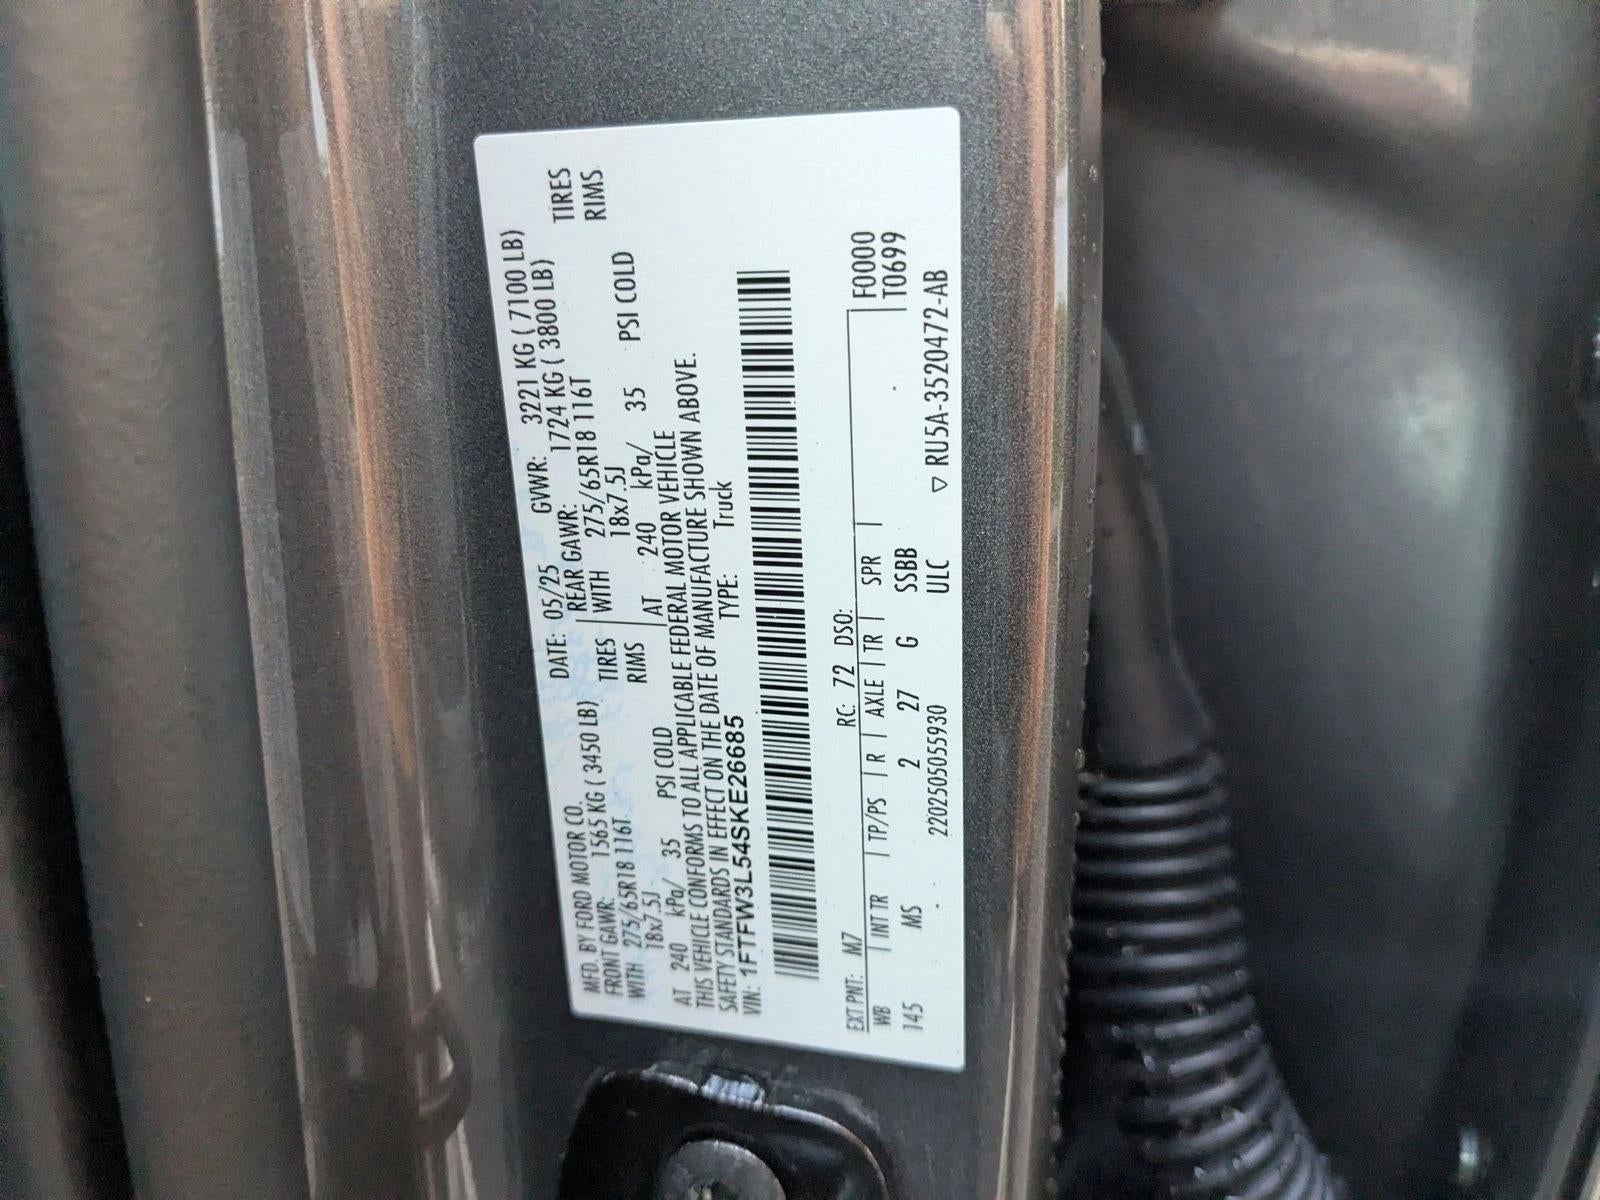 MFD. BY FORD MOTOR CO.
DATE: 05/25 GVWR: 3221 KG ( 7100 LB)
FRONT GAWR: 1565 KG ( 3450 LB) REAR GAWR: 1724 KG ( 3800 LB)
WITH 275/65R18 116T TIRES WITH 275/65R18 116T TIRES
18x7.5J RIMS 18x7.5J RIMS
AT 240 kPa/ 35 PSI COLD AT 240 kPa/ 35 PSI COLD
THIS VEHICLE CONFORMS TO ALL APPLICABLE FEDERAL MOTOR VEHICLE
SAFETY STANDARDS IN EFFECT ON THE DATE OF MANUFACTURE SHOWN ABOVE.
VIN: 1FTFW3L54SKE26685 TYPE: Truck
EXT PNT: M7 RC: 72 DSO:
WB INT TR TP/PS R AXLE TR SPR F0000
145 MS 2 27 G SSBB T0699
2202505055930 ULC ▽ RU5A-3520472-AB